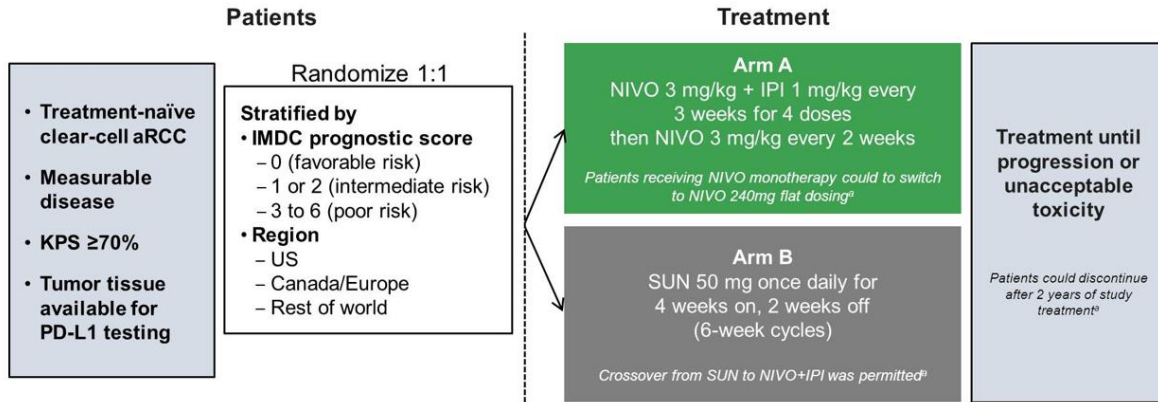 Patients
Treatment
• Treatment-naïve
clear-cell aRCC
• Measurable
disease
• KPS ≥70%
• Tumor tissue
available for
PD-L1 testing
Randomize 1:1
Stratified by
• IMDC prognostic score
– 0 (favorable risk)
– 1 or 2 (intermediate risk)
– 3 to 6 (poor risk)
• Region
– US
– Canada/Europe
– Rest of world
Arm A
NIVO 3 mg/kg + IPI 1 mg/kg every
3 weeks for 4 doses
then NIVO 3 mg/kg every 2 weeks
Patients receiving NIVO monotherapy could to switch
to NIVO 240mg flat dosingᵃ
Arm B
SUN 50 mg once daily for
4 weeks on, 2 weeks off
(6-week cycles)
Crossover from SUN to NIVO+IPI was permittedᵃ
Treatment until
progression or
unacceptable
toxicity
Patients could discontinue
after 2 years of study
treatmentᵃ